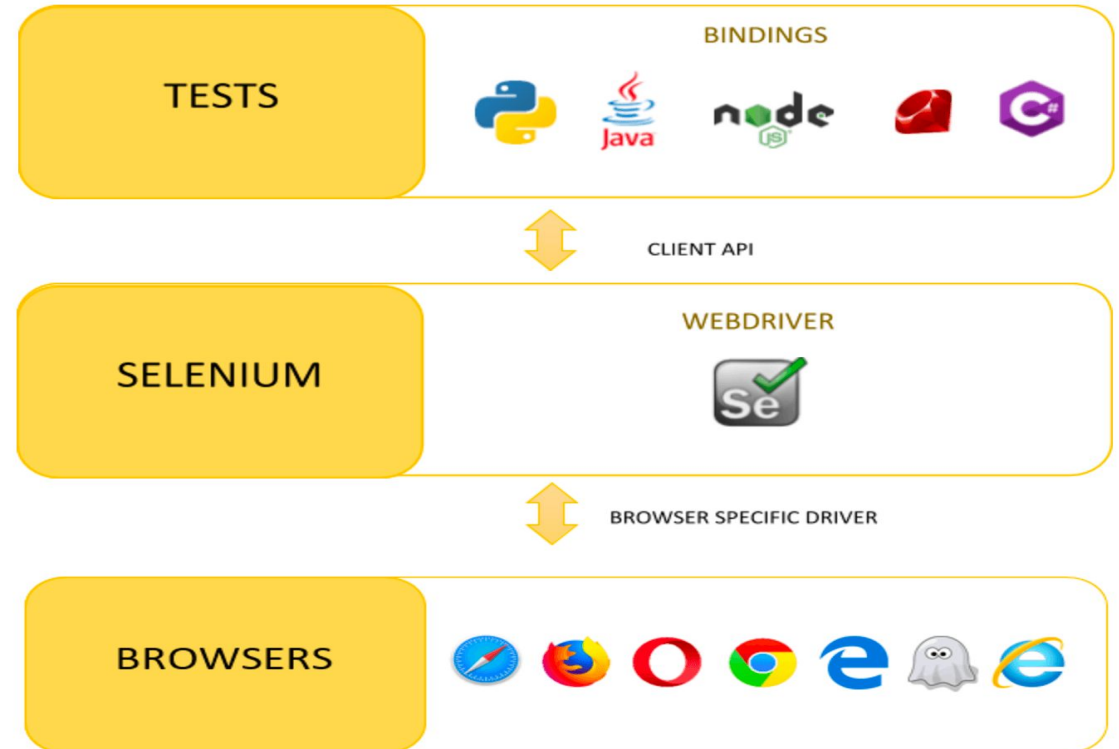 BINDINGS
TESTS
Java
node
JS
C#
CLIENT API
WEBDRIVER
SELENIUM
Se
BROWSER SPECIFIC DRIVER
BROWSERS